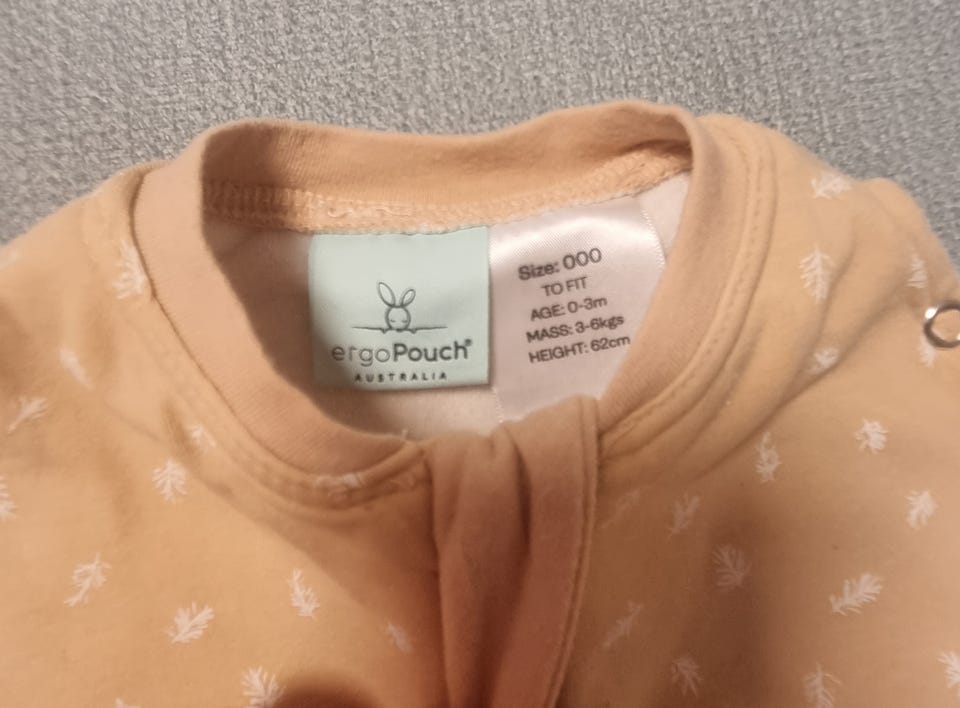 ergoPouch®
AUSTRALIA
Size: 000
TO FIT
AGE: 0-3m
MASS: 3-6kgs
HEIGHT: 62cm